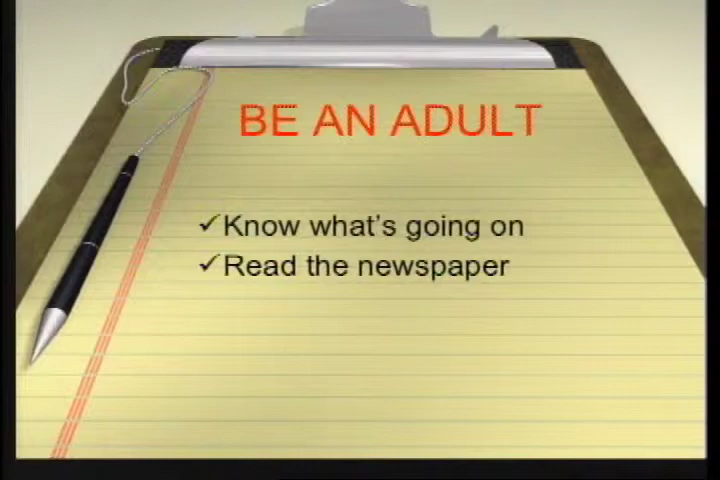 BE AN ADULT
✓Know what's going on
✓Read the newspaper